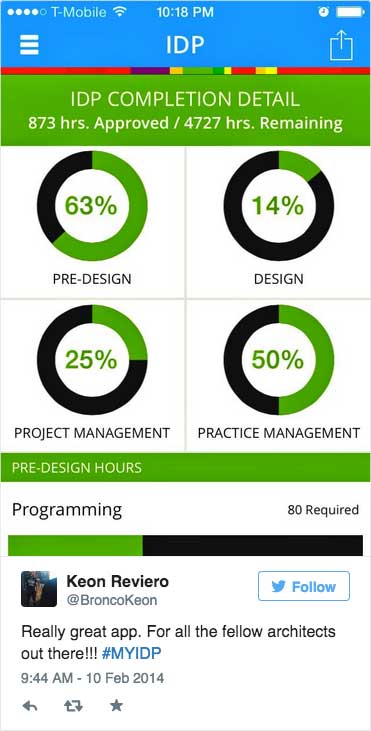 T-Mobile 10:18 PM
IDP
IDP COMPLETION DETAIL
873 hrs. Approved / 4727 hrs. Remaining
63% 14%
PRE-DESIGN DESIGN
25% 50%
PROJECT MANAGEMENT PRACTICE MANAGEMENT
PRE-DESIGN HOURS
Programming 80 Required
Keon Reviero
@BroncoKeon
Follow
Really great app. For all the fellow architects
out there!!! #MYIDP
9:44 AM - 10 Feb 2014